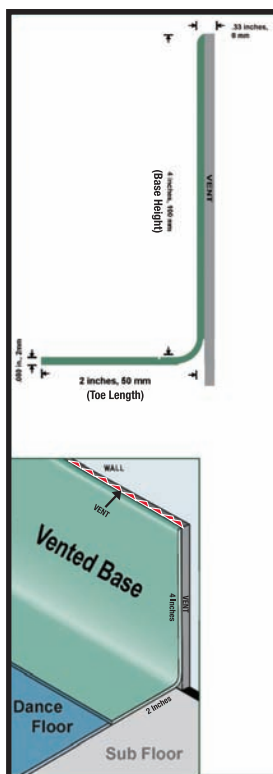 .33 inches,
8 mm
VENT
4 inches, 100 mm
(Base Height)
.080 in., 2mm
2 inches, 50 mm
(Toe Length)
WALL
VENT
Vented Base
4 Inches
VENT
2 Inches
Dance
Floor
Sub Floor